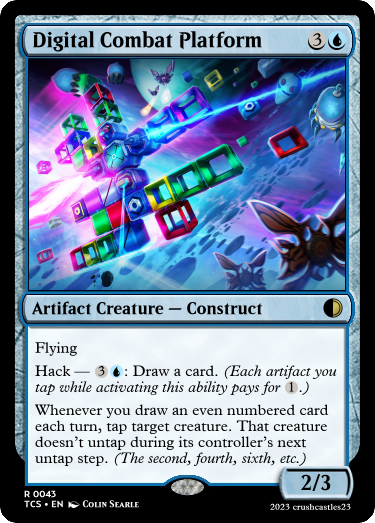 Digital Combat Platform 3
Artifact Creature — Construct
Flying
Hack — 3: Draw a card. (Each artifact you
tap while activating this ability pays for 1.)
Whenever you draw an even numbered card
each turn, tap target creature. That creature
doesn't untap during its controller's next
untap step. (The second, fourth, sixth, etc.)
2/3
R 0043
TCS • EN Colin Searle
2023 crushcastles23